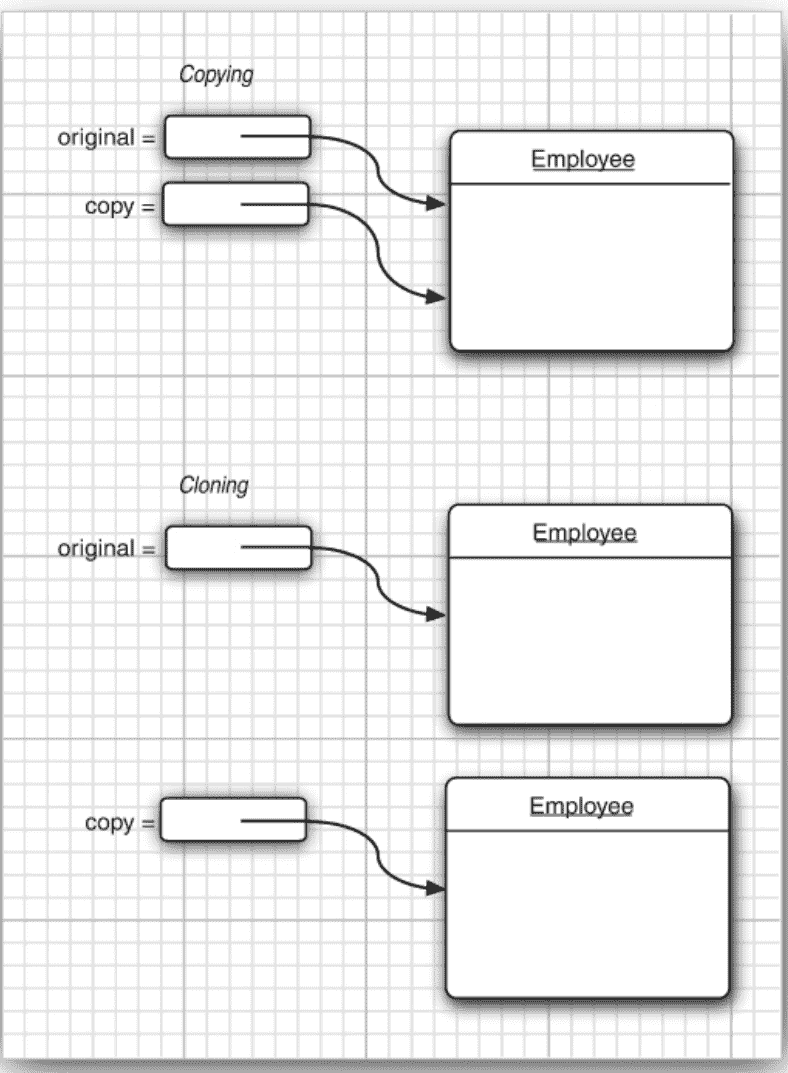 Copying
original =
Employee
copy =
Cloning
original =
Employee
copy =
Employee